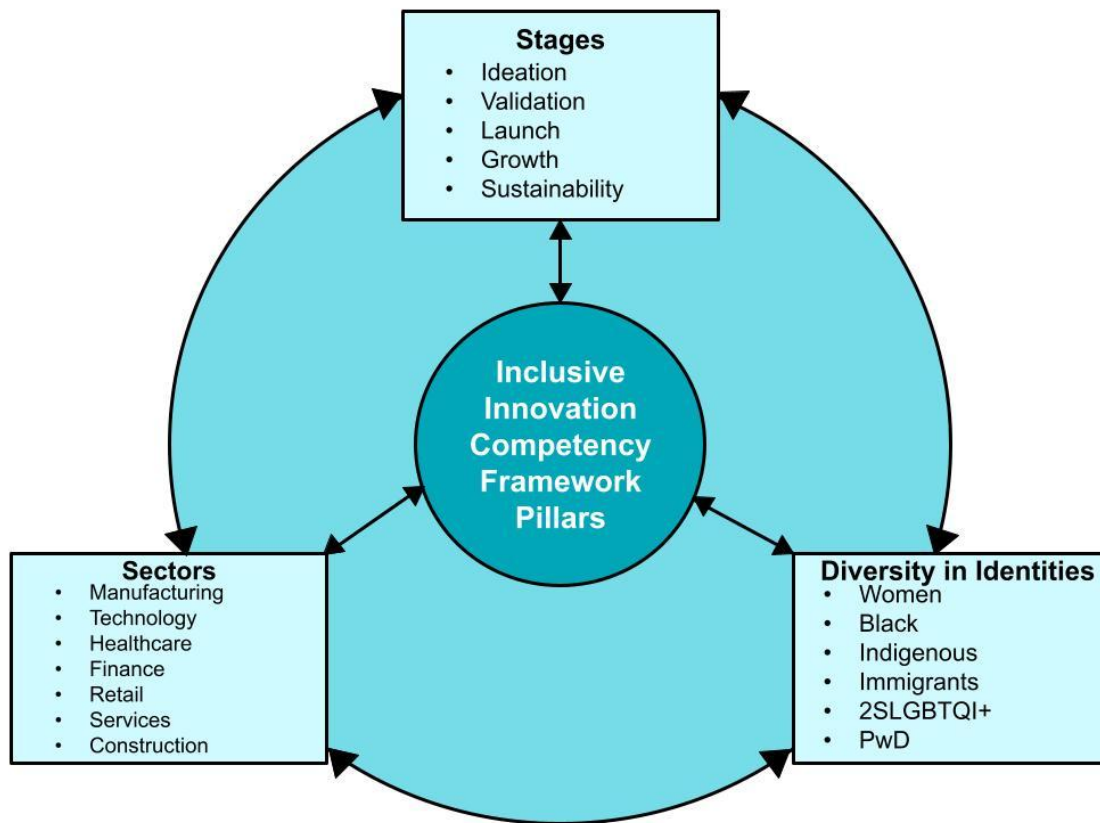 Stages
• Ideation
• Validation
• Launch
• Growth
• Sustainability
Inclusive
Innovation
Competency
Framework
Pillars
Sectors
• Manufacturing
• Technology
• Healthcare
• Finance
• Retail
• Services
• Construction
Diversity in Identities
• Women
• Black
• Indigenous
• Immigrants
• 2SLGBTQI+
• PwD